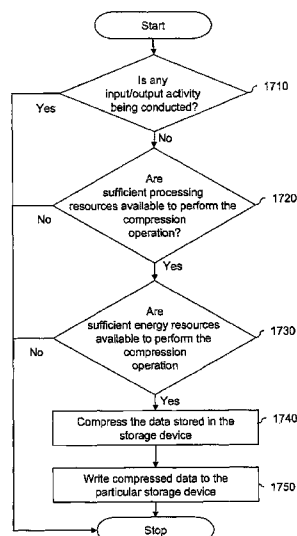 Start
Is any
input/output activity
being conducted?
1710
Yes
No
Are
sufficient processing
resources available to perform the
compression
operation?
1720
No
Yes
Are
sufficient energy resources
available to perform the
compression
operation
1730
No
Yes
Compress the data stored in the
storage device
1740
Write compressed data to the
particular storage device
1750
Stop